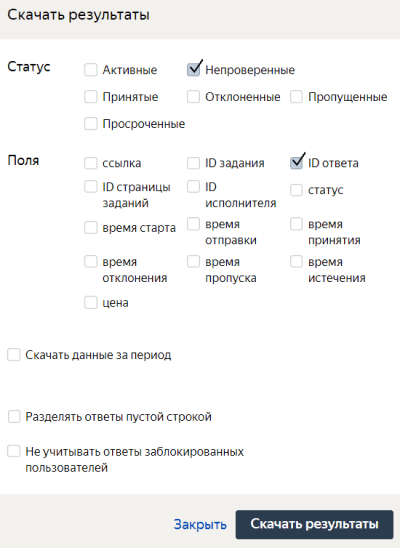 Скачать результаты
Статус
Активные
Непроверенные
Принятые
Отклоненные
Пропущенные
Просроченные
Поля
ссылка
ID задания
ID ответа
ID страницы
заданий
ID
исполнителя
статус
время старта
время
отправки
время
принятия
время
отклонения
время
пропуска
время
истечения
цена
Скачать данные за период
Разделять ответы пустой строкой
Не учитывать ответы заблокированных
пользователей
Закрыть
Скачать результаты